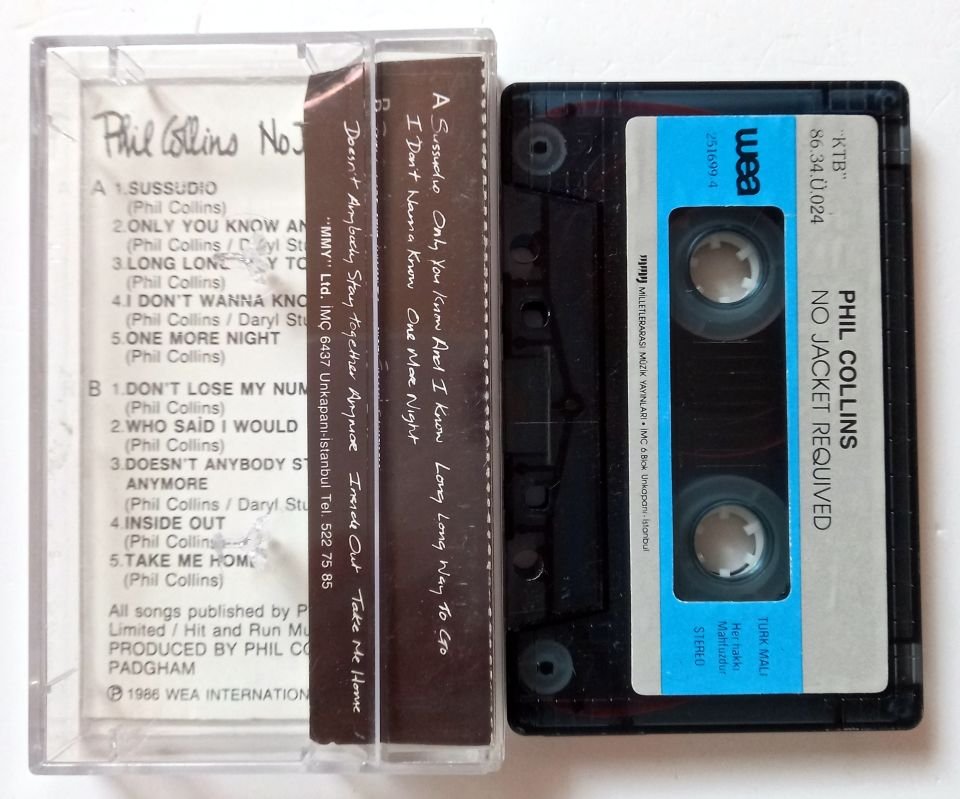 Phil Collins No J
A 1.SUSSUDIO
(Phil Collins)
2.ONLY YOU KNOW AN
(Phil Collins / Daryl Stu
3.LONG LONG WAY TO
(Phil Collins)
4.I DON'T WANNA KNO
(Phil Collins / Daryl Stu
5.ONE MORE NIGHT
(Phil Collins)
B 1.DON'T LOSE MY NUM
(Phil Collins)
2.WHO SAID I WOULD
(Phil Collins)
3.DOESN'T ANYBODY ST
ANYMORE
(Phil Collins / Daryl Stu
4.INSIDE OUT
(Phil Collins)
5.TAKE ME HOME
(Phil Collins)
All songs published by P
Limited / Hit and Run Mu
PRODUCED BY PHIL CO
PADGHAM
℗ 1986 WEA INTERNATION
A Sussudio Only You Know And I Know Long Long Way To Go
I Don't Wanna Know One More Night
B
Doesn't Anybody Stay Together Anymore Inside Out Take Me Home
"MMY" Ltd. İMÇ 6437 Unkapanı-İstanbul Tel. 522 75 85
"KTB"
86.34.Ü.024
PHIL COLLINS
NO JACKET REQUIVED
wea
251699.4
TÜRK MALI
Her hakkı
Mahfuzdur
STEREO
MİLLETLERARASI MÜZİK YAYINLARI • İMÇ 6.Blok Unkapanı-İstanbul